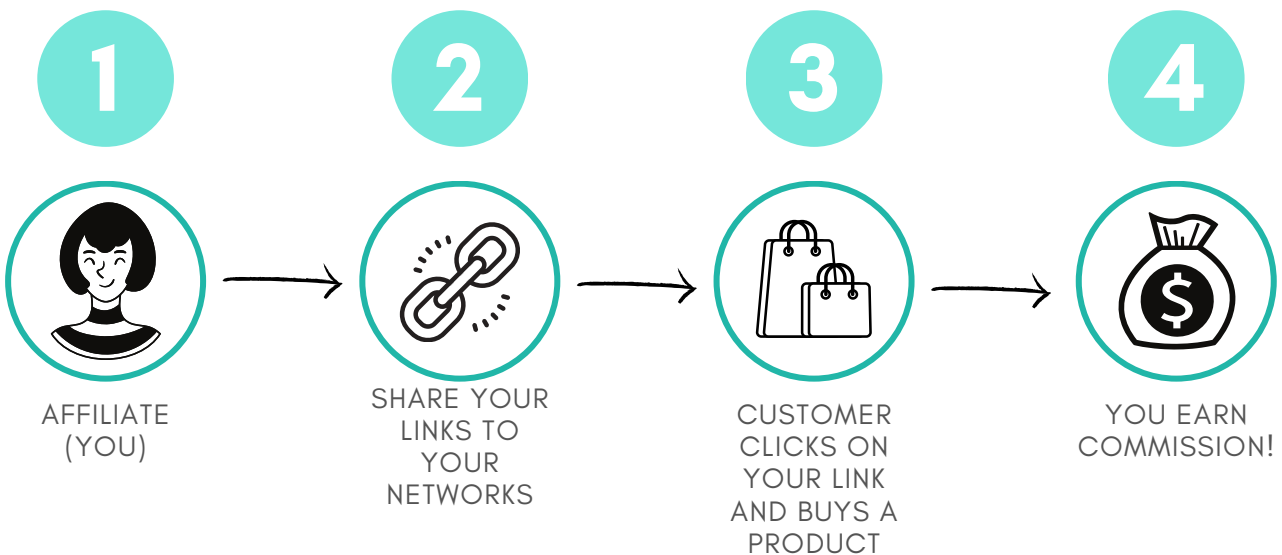 1
2
3
4
AFFILIATE
(YOU)
SHARE YOUR
LINKS TO
YOUR
NETWORKS
CUSTOMER
CLICKS ON
YOUR LINK
AND BUYS A
PRODUCT
$
YOU EARN
COMMISSION!